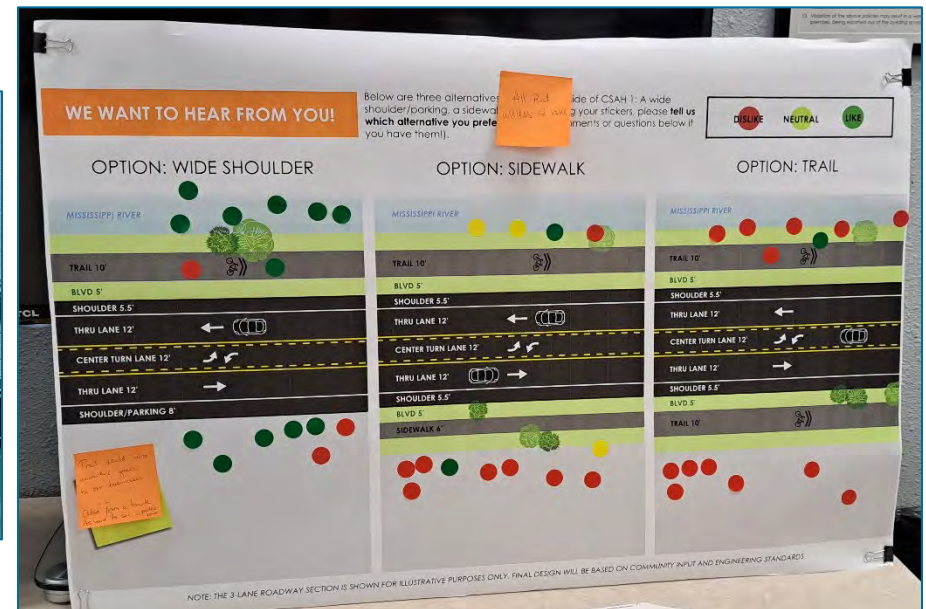 WE WANT TO HEAR FROM YOU!
Below are three alternatives ide of CSAH 1: A wide
shoulder/parking, a sidewal your stickers, please tell us
which alternative you prefe mments or questions below if
you have them!).
DISLIKE NEUTRAL LIKE
OPTION: WIDE SHOULDER
MISSISSIPPI RIVER
TRAIL 10'
BLVD 5'
SHOULDER 5.5'
THRU LANE 12'
CENTER TURN LANE 12'
THRU LANE 12'
SHOULDER/PARKING 8'
OPTION: SIDEWALK
MISSISSIPPI RIVER
TRAIL 10'
BLVD 5'
SHOULDER 5.5'
THRU LANE 12'
CENTER TURN LANE 12'
THRU LANE 12'
SHOULDER 5.5'
BLVD 5'
SIDEWALK 6'
OPTION: TRAIL
MISSISSIPPI RIVER
TRAIL 10'
BLVD 5'
SHOULDER 5.5'
THRU LANE 12'
CENTER TURN LANE 12'
THRU LANE 12'
SHOULDER 5.5'
BLVD 5'
TRAIL 10'
NOTE: THE 3-LANE ROADWAY SECTION IS SHOWN FOR ILLUSTRATIVE PURPOSES ONLY. FINAL DESIGN WILL BE BASED ON COMMUNITY INPUT AND ENGINEERING STANDARDS
TCL